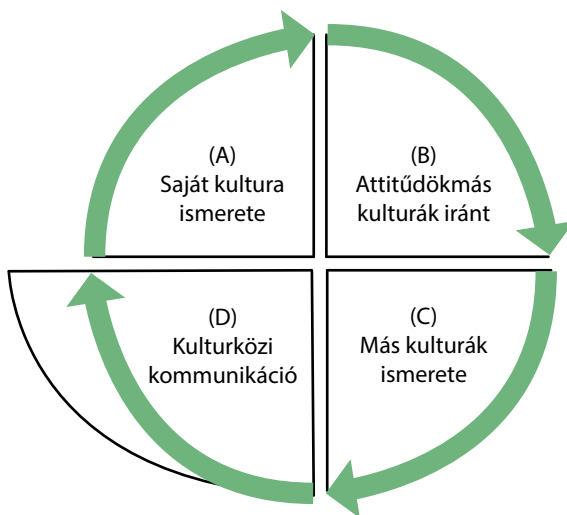 (A)
Saját kultura
ismerete
(B)
Attitűdökmás
kulturák iránt
(D)
Kulturközi
kommunikáció
(C)
Más kulturák
ismerete